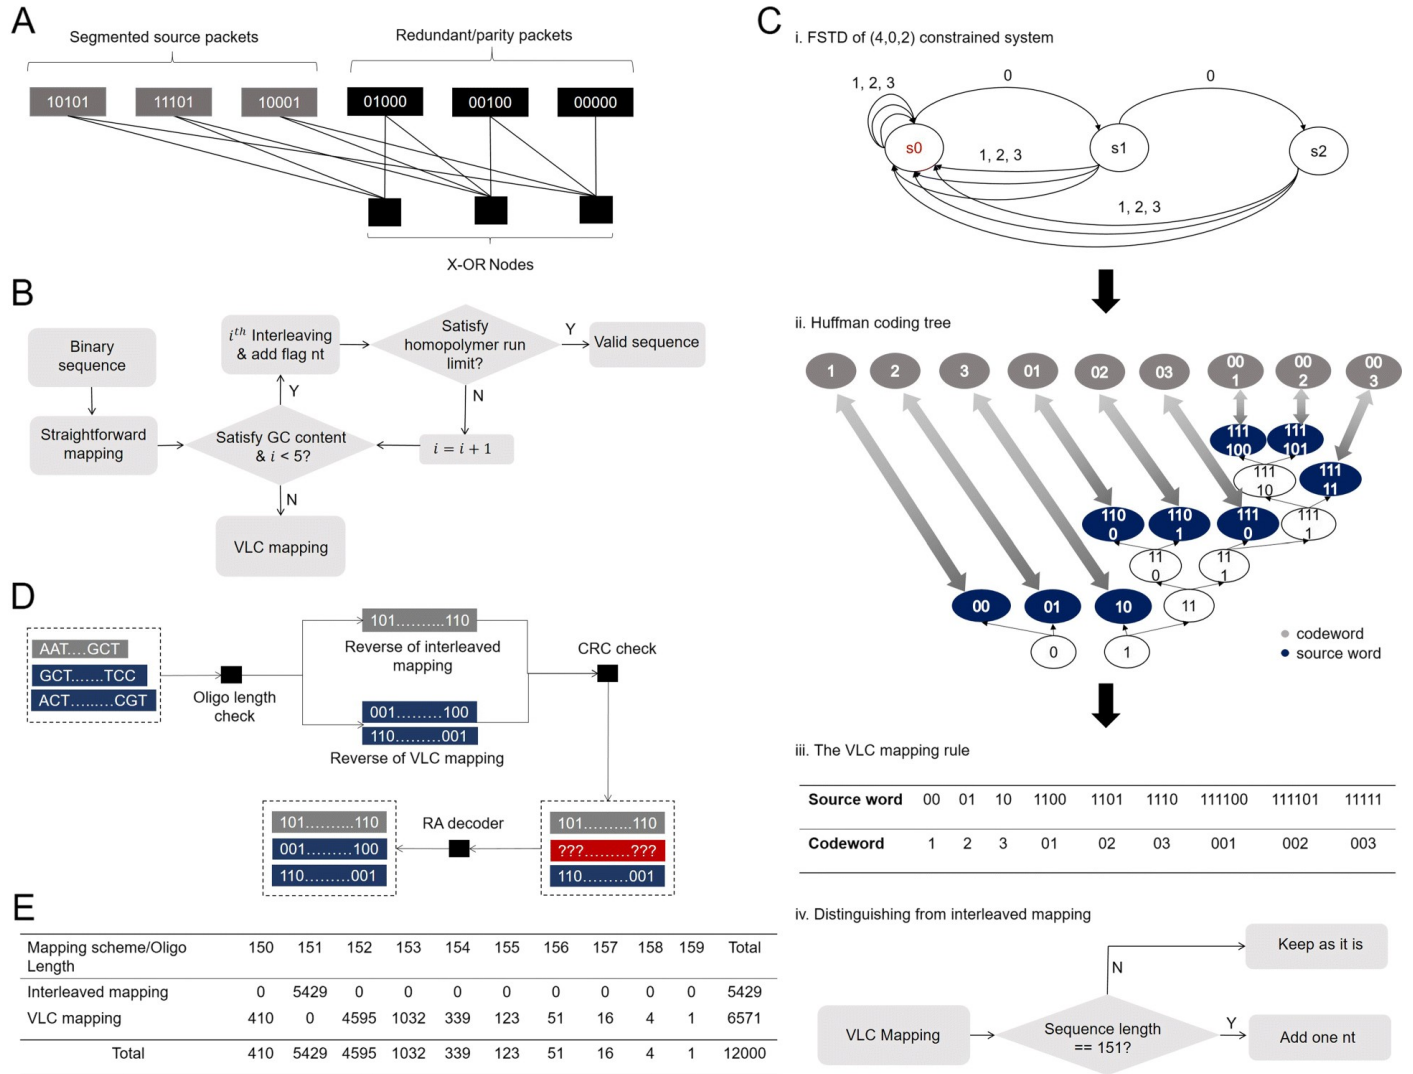 A
Segmented source packets
Redundant/parity packets
10101
11101
10001
01000
00100
00000
X-OR Nodes
B
Binary
sequence
Straightforward
mapping
i^th Interleaving
& add flag nt
Y
Satisfy GC content
& i < 5?
N
VLC mapping
Satisfy
homopolymer run
limit?
Y
Valid sequence
N
i = i + 1
C
i. FSTD of (4,0,2) constrained system
1, 2, 3
0
0
s0
s1
s2
1, 2, 3
1, 2, 3
ii. Huffman coding tree
1
2
3
01
02
03
00
1
00
2
00
3
111
100
111
101
111
10
111
11
110
0
110
1
111
0
111
1
11
0
11
1
00
01
10
11
0
1
codeword
source word
iii. The VLC mapping rule
Source word 00 01 10 1100 1101 1110 111100 111101 11111
Codeword 1 2 3 01 02 03 001 002 003
iv. Distinguishing from interleaved mapping
VLC Mapping
Sequence length
== 151?
N
Keep as it is
Y
Add one nt
D
AAT....GCT
GCT.......TCC
ACT.........CGT
Oligo length
check
101..........110
Reverse of interleaved
mapping
001.........100
110.........001
Reverse of VLC mapping
CRC check
101..........110
???.........???
110.........001
RA decoder
101..........110
001.........100
110.........001
E
Mapping scheme/Oligo
Length 150 151 152 153 154 155 156 157 158 159 Total
Interleaved mapping 0 5429 0 0 0 0 0 0 0 0 5429
VLC mapping 410 0 4595 1032 339 123 51 16 4 1 6571
Total 410 5429 4595 1032 339 123 51 16 4 1 12000